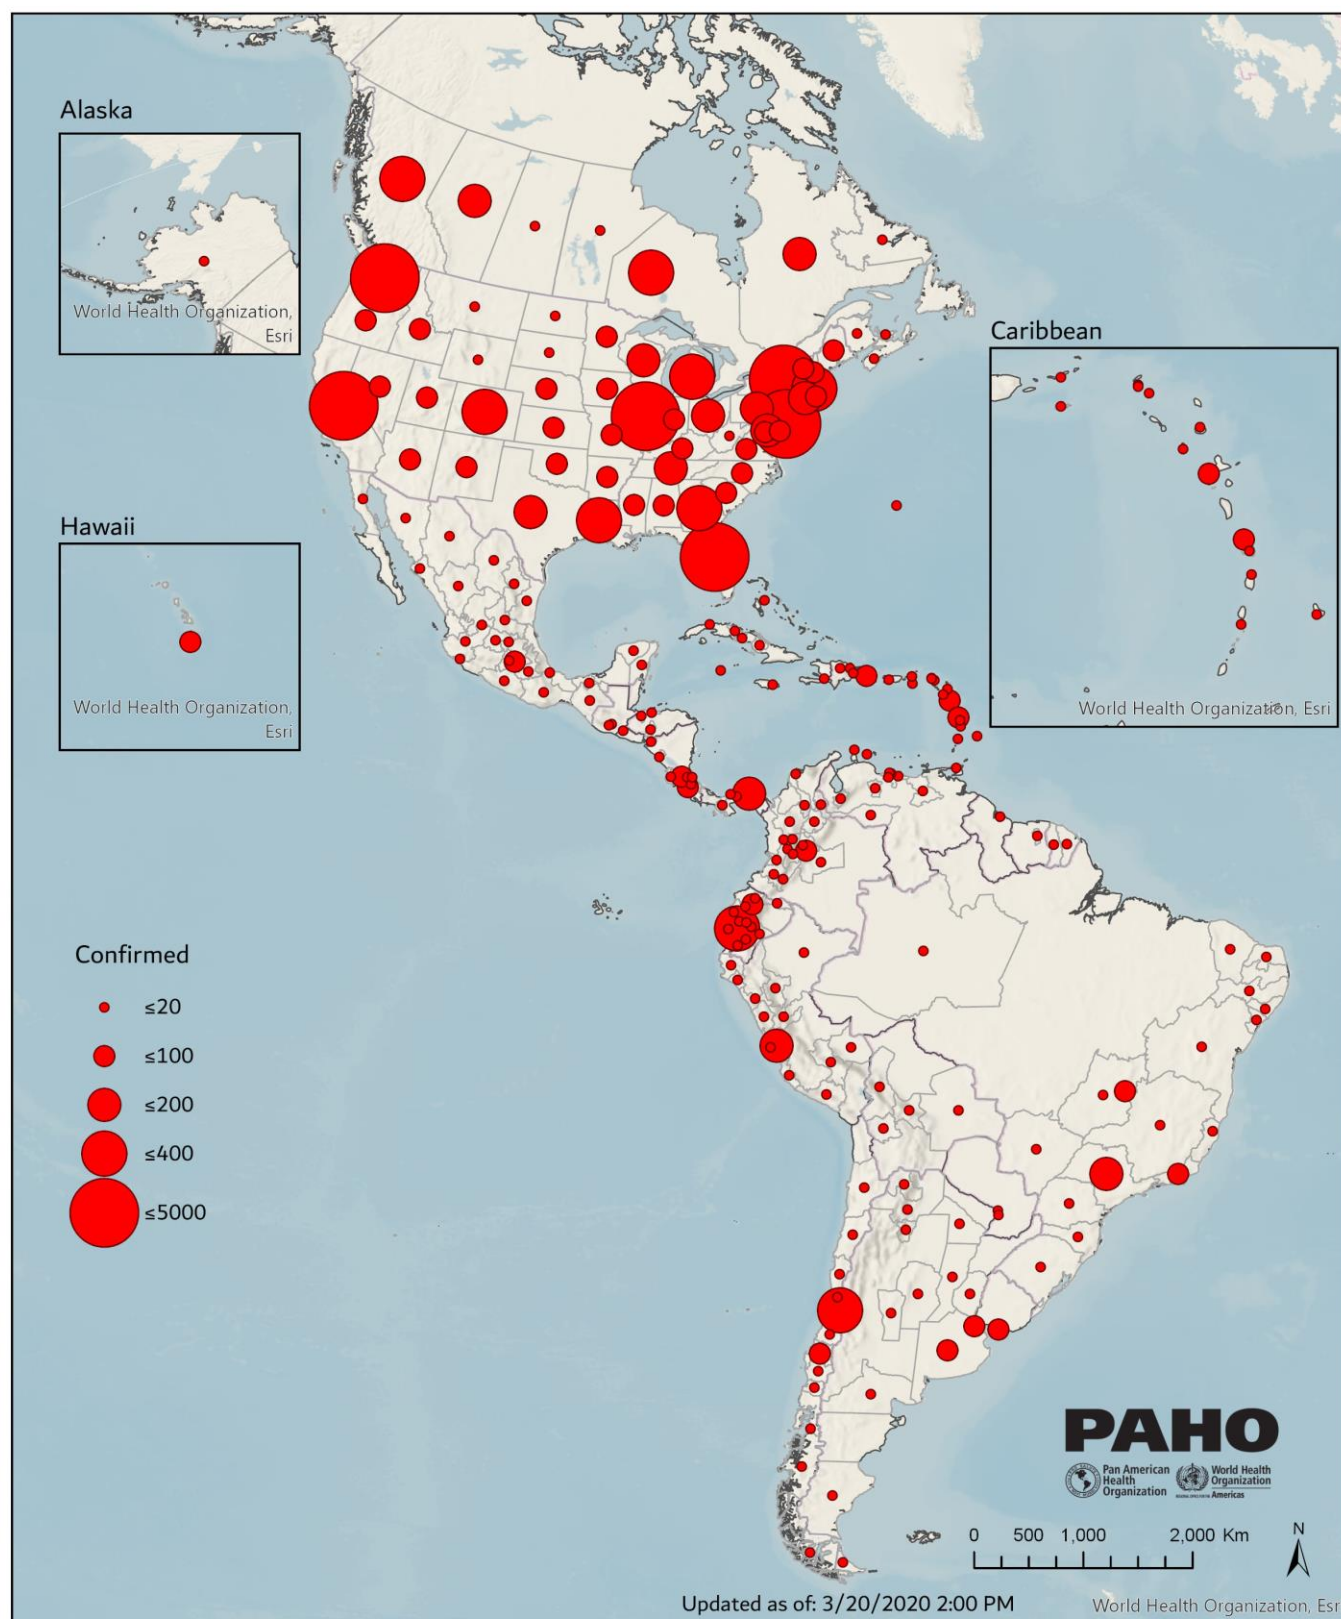 Alaska
World Health Organization,
Esri
Caribbean
World Health Organization, Esri
Hawaii
World Health Organization,
Esri
Confirmed
≤20
≤100
≤200
≤400
≤5000
PAHO
Pan American
Health
Organization
World Health
Organization
Americas
0 500 1,000 2,000 Km
N
Updated as of: 3/20/2020 2:00 PM
World Health Organization, Esr